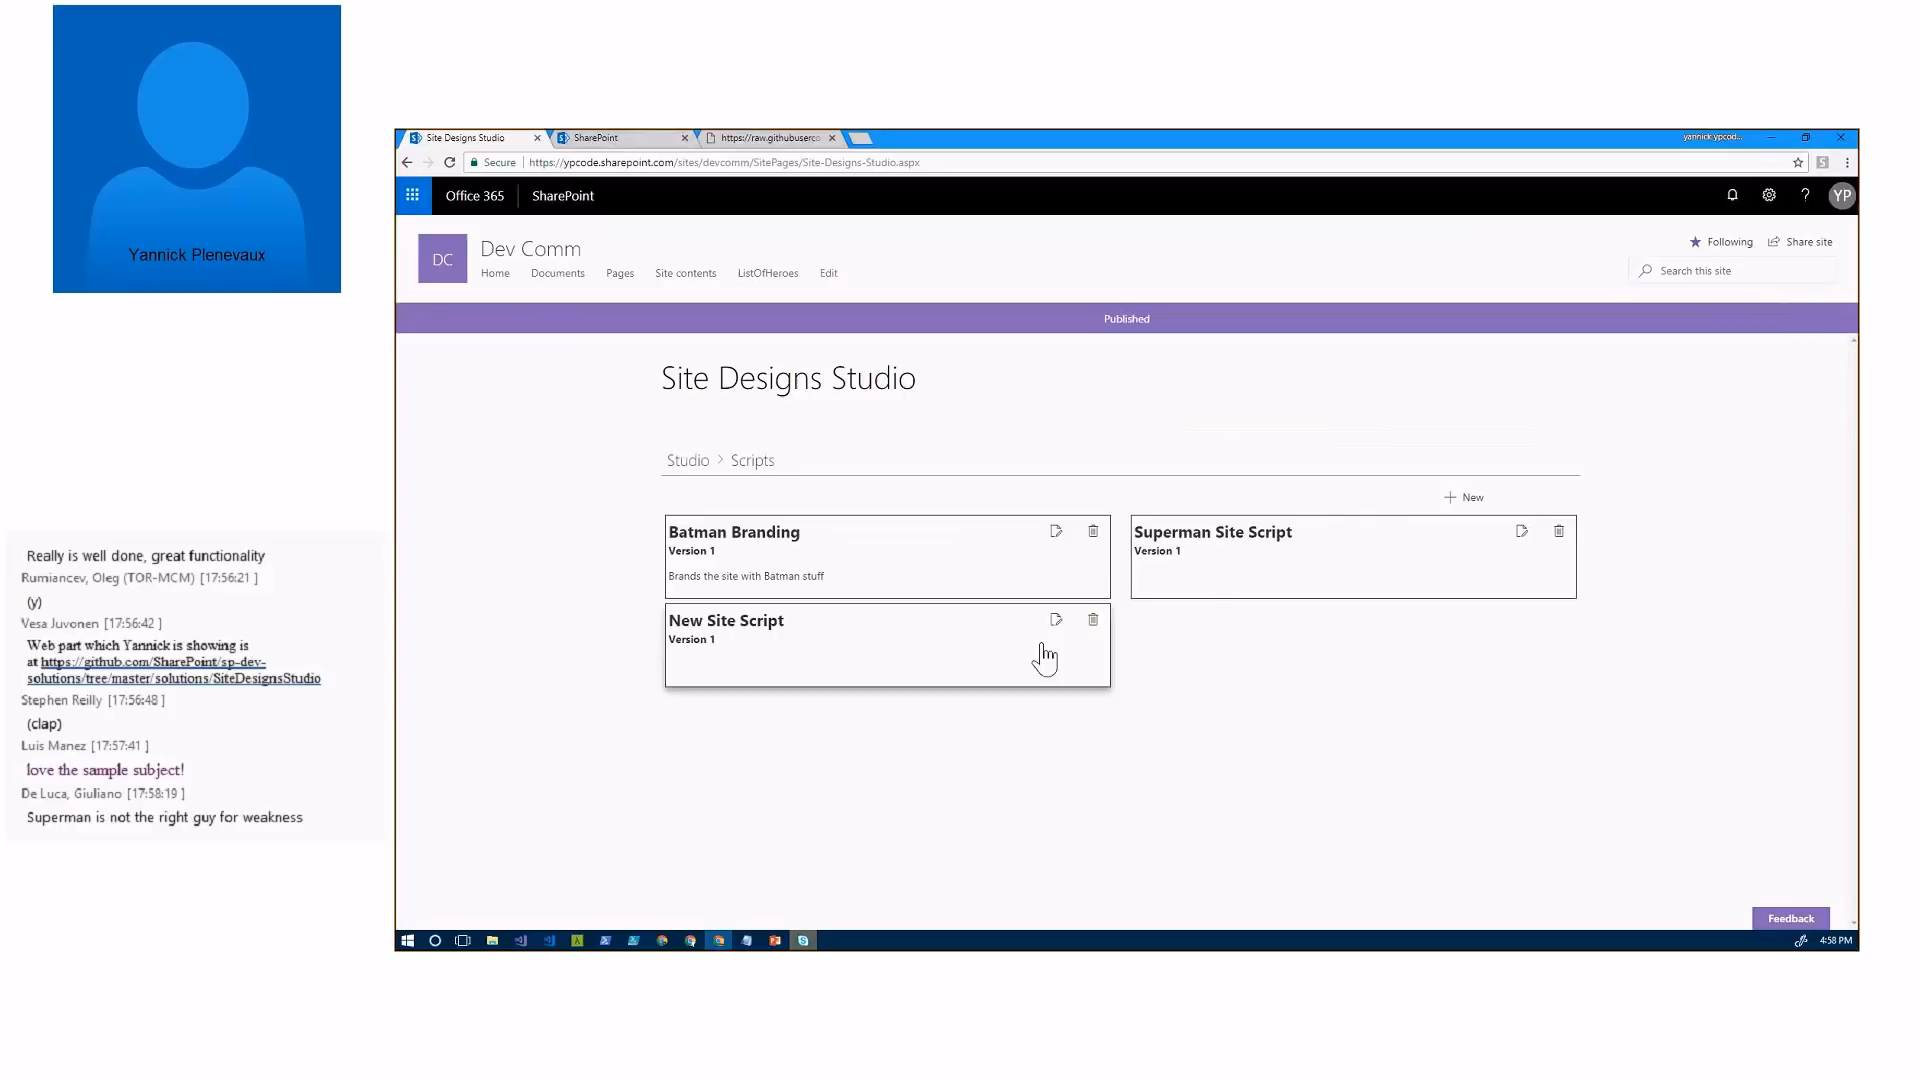 Yannick Plenevaux
Really is well done, great functionality
Rumiancev, Oleg (TOR-MCM) [17:56:21 ]
(y)
Vesa Juvonen [17:56:42 ]
Web part which Yannick is showing is
at https://github.com/SharePoint/sp-dev-
solutions/tree/master/solutions/SiteDesignsStudio
Stephen Reilly [17:56:48 ]
(clap)
Luis Manez [17:57:41 ]
love the sample subject!
De Luca, Giuliano [17:58:19 ]
Superman is not the right guy for weakness
Site Designs Studio
SharePoint
https://raw.githubuserco
yannick ypcod...
Secure
https://ypcode.sharepoint.com/sites/devcomm/SitePages/Site-Designs-Studio.aspx
Office 365
SharePoint
YP
DC
Dev Comm
Following
Share site
Home
Documents
Pages
Site contents
ListOfHeroes
Edit
Search this site
Published
Site Designs Studio
Studio > Scripts
+ New
Batman Branding
Version 1
Brands the site with Batman stuff
Superman Site Script
Version 1
New Site Script
Version 1
Feedback
4:58 PM